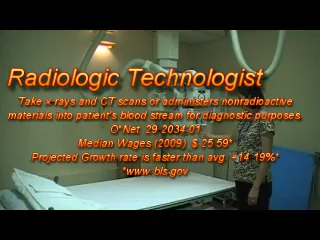 Radiologic Technologist
Take x-rays and CT scans or administers nonradioactive
materials into patient's blood stream for diagnostic purposes
O*Net 29-2034.01
Median Wages (2009) $ 25.59*
Projected Growth rate is faster than avg. +14-19%*
*www.bls.gov